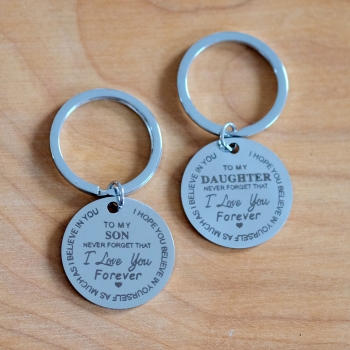 I HOPE YOU BELIEVE IN YOURSELF AS MUCH AS I BELIEVE IN YOU
TO MY
SON
NEVER FORGET THAT
I Love You
Forever
I HOPE YOU BELIEVE IN YOURSELF AS MUCH AS I BELIEVE IN YOU
TO MY
DAUGHTER
NEVER FORGET THAT
I Love You
Forever